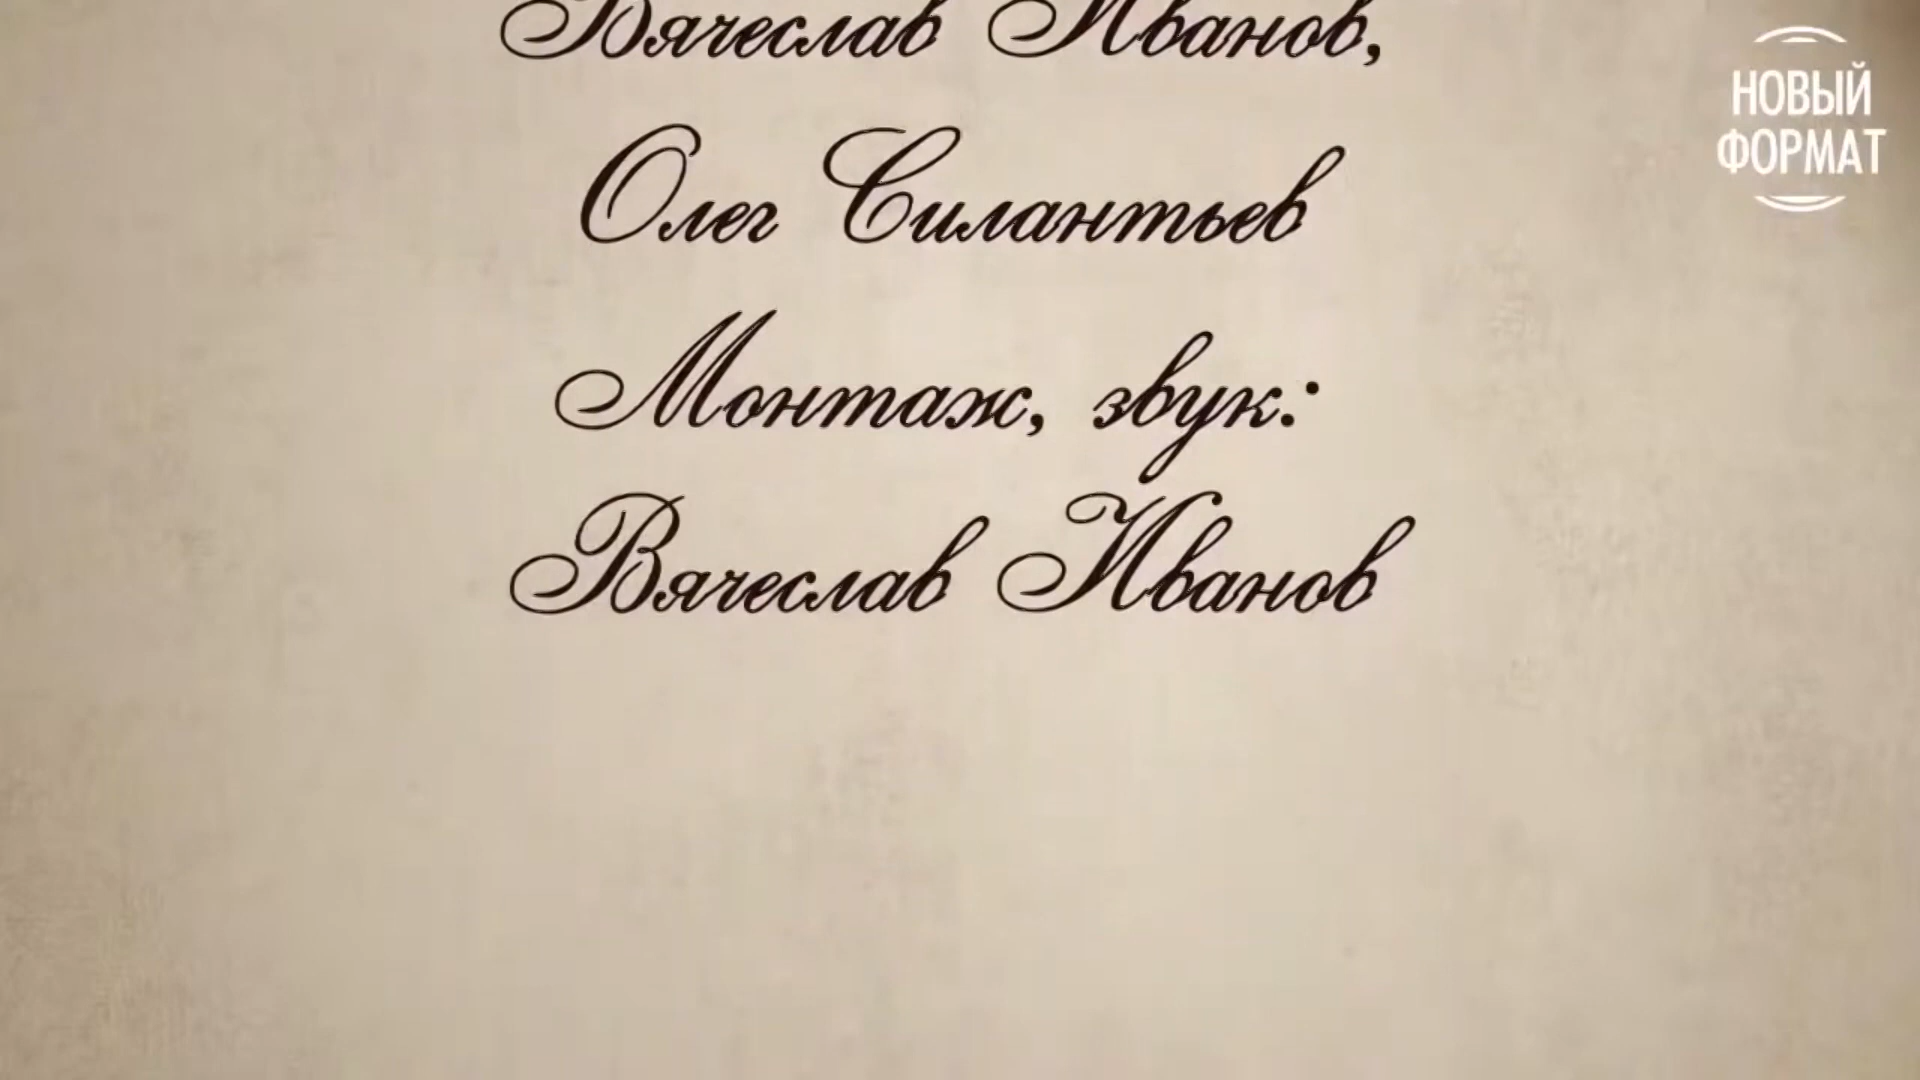 Вячеслав Иванов,
НОВЫЙ
ФОРМАТ
Олег Силантьев
Монтаж, звук:
Вячеслав Иванов